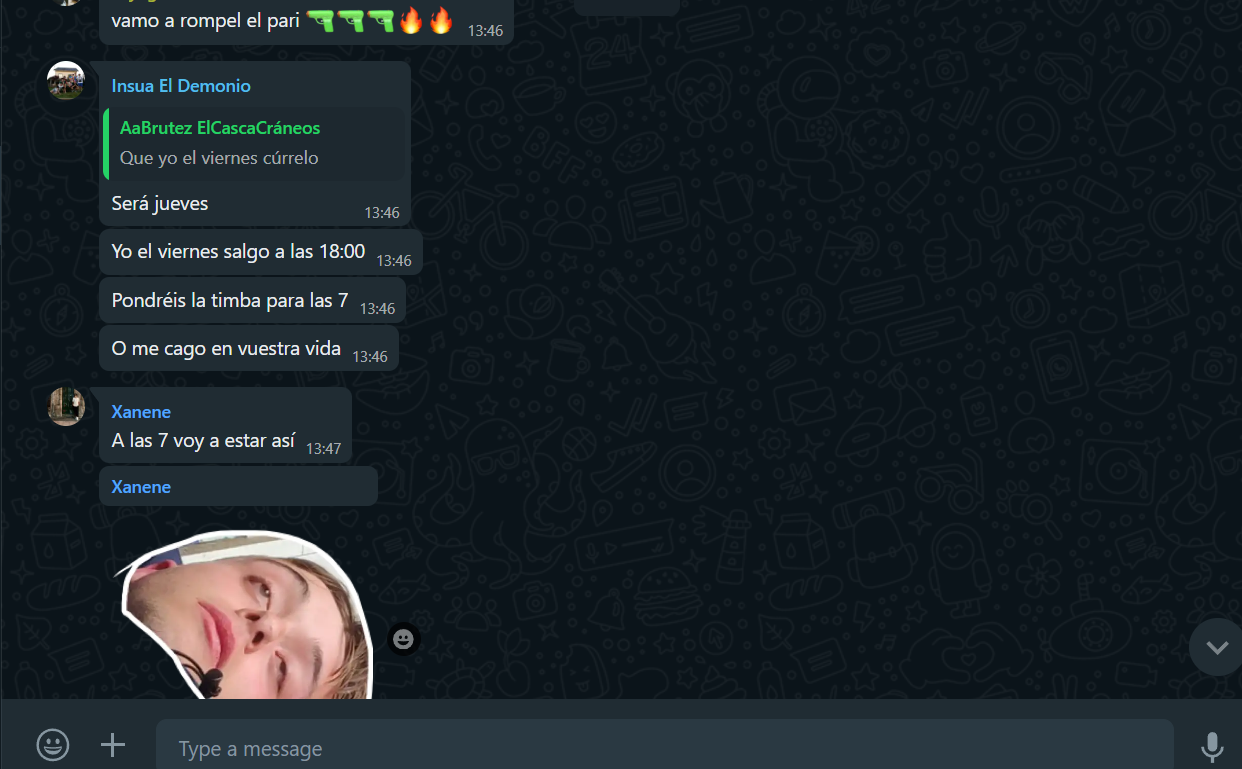 vamo a rompel el pari 🔫🔫🔫🔥🔥 13:46
Insua El Demonio
AaBrutez ElCascaCráneos
Que yo el viernes cúrrelo
Será jueves
13:46
Yo el viernes salgo a las 18:00 13:46
Pondréis la timba para las 7 13:46
O me cago en vuestra vida 13:46
Xanene
A las 7 voy a estar así 13:47
Xanene
Type a message